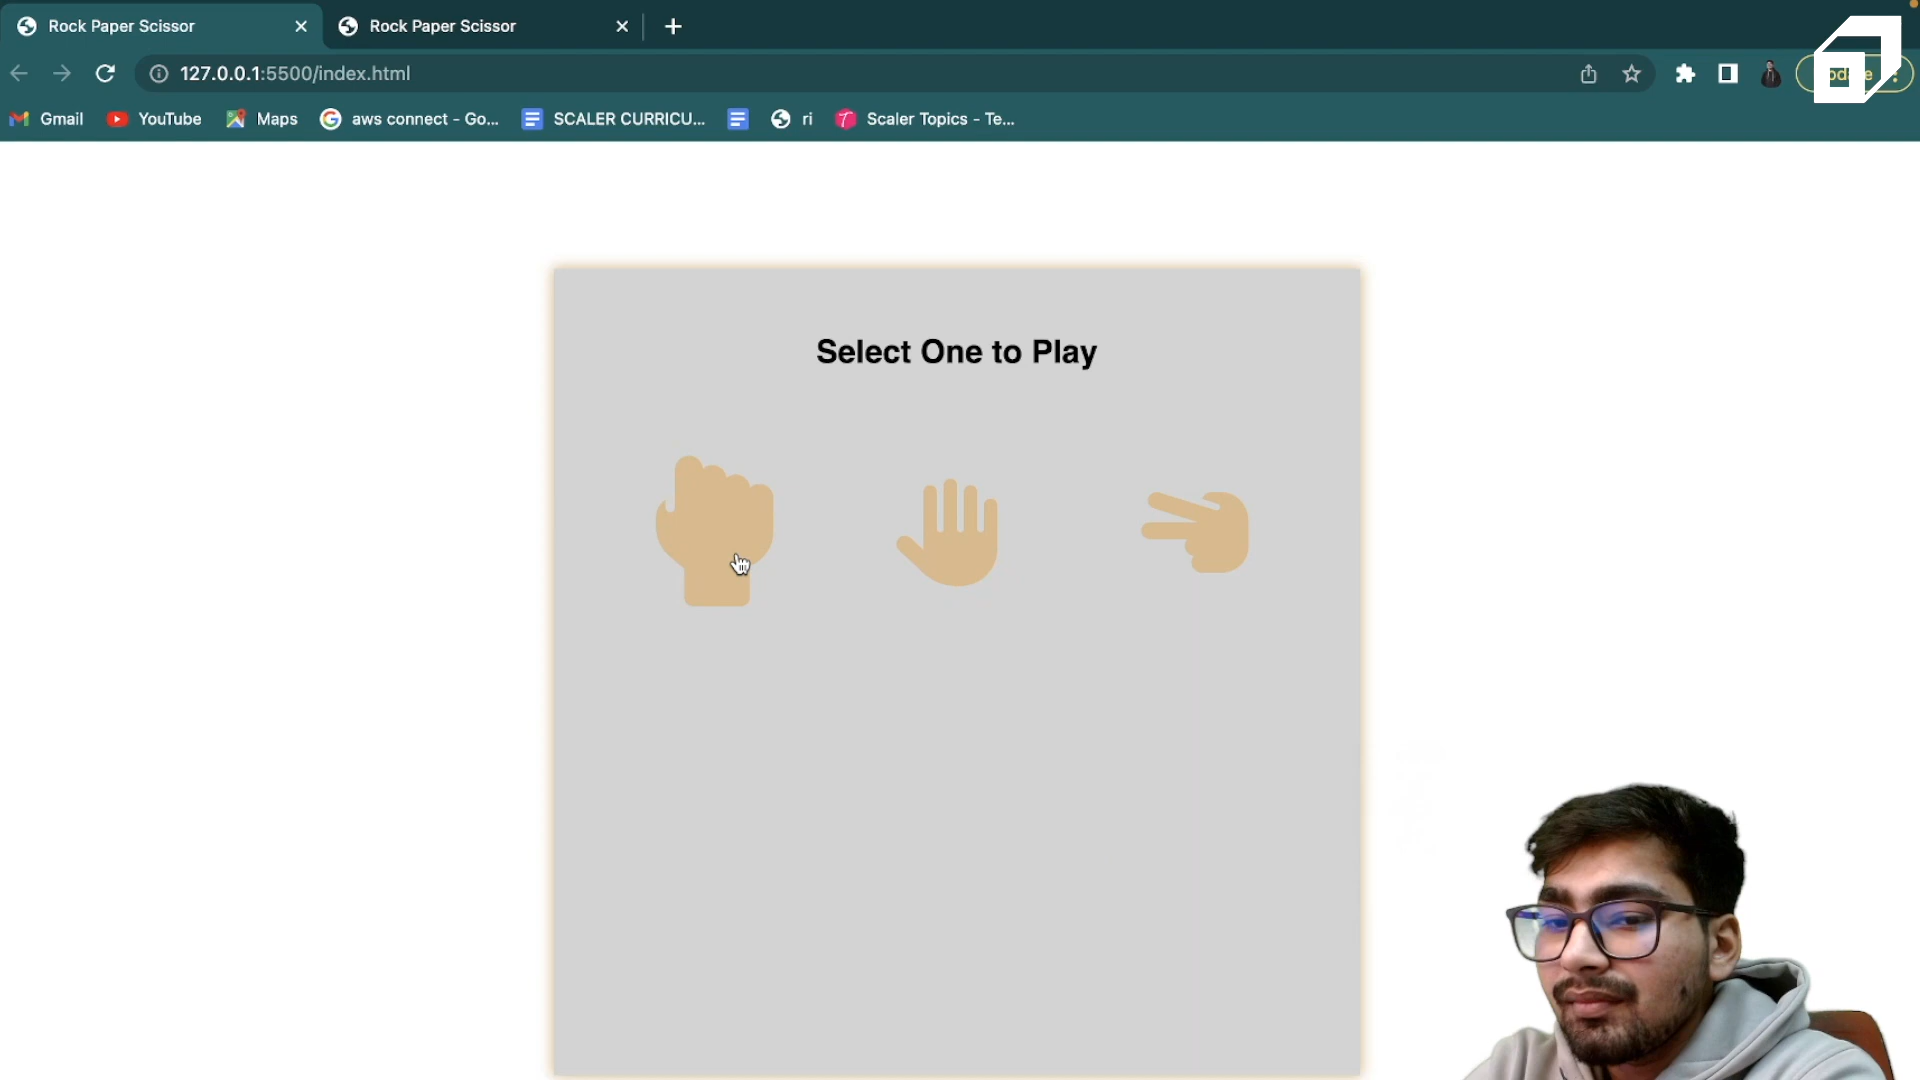 Rock Paper Scissor
Rock Paper Scissor
127.0.0.1:5500/index.html
Gmail
YouTube
Maps
aws connect - Go...
SCALER CURRICU...
ri
Scaler Topics - Te...
Select One to Play